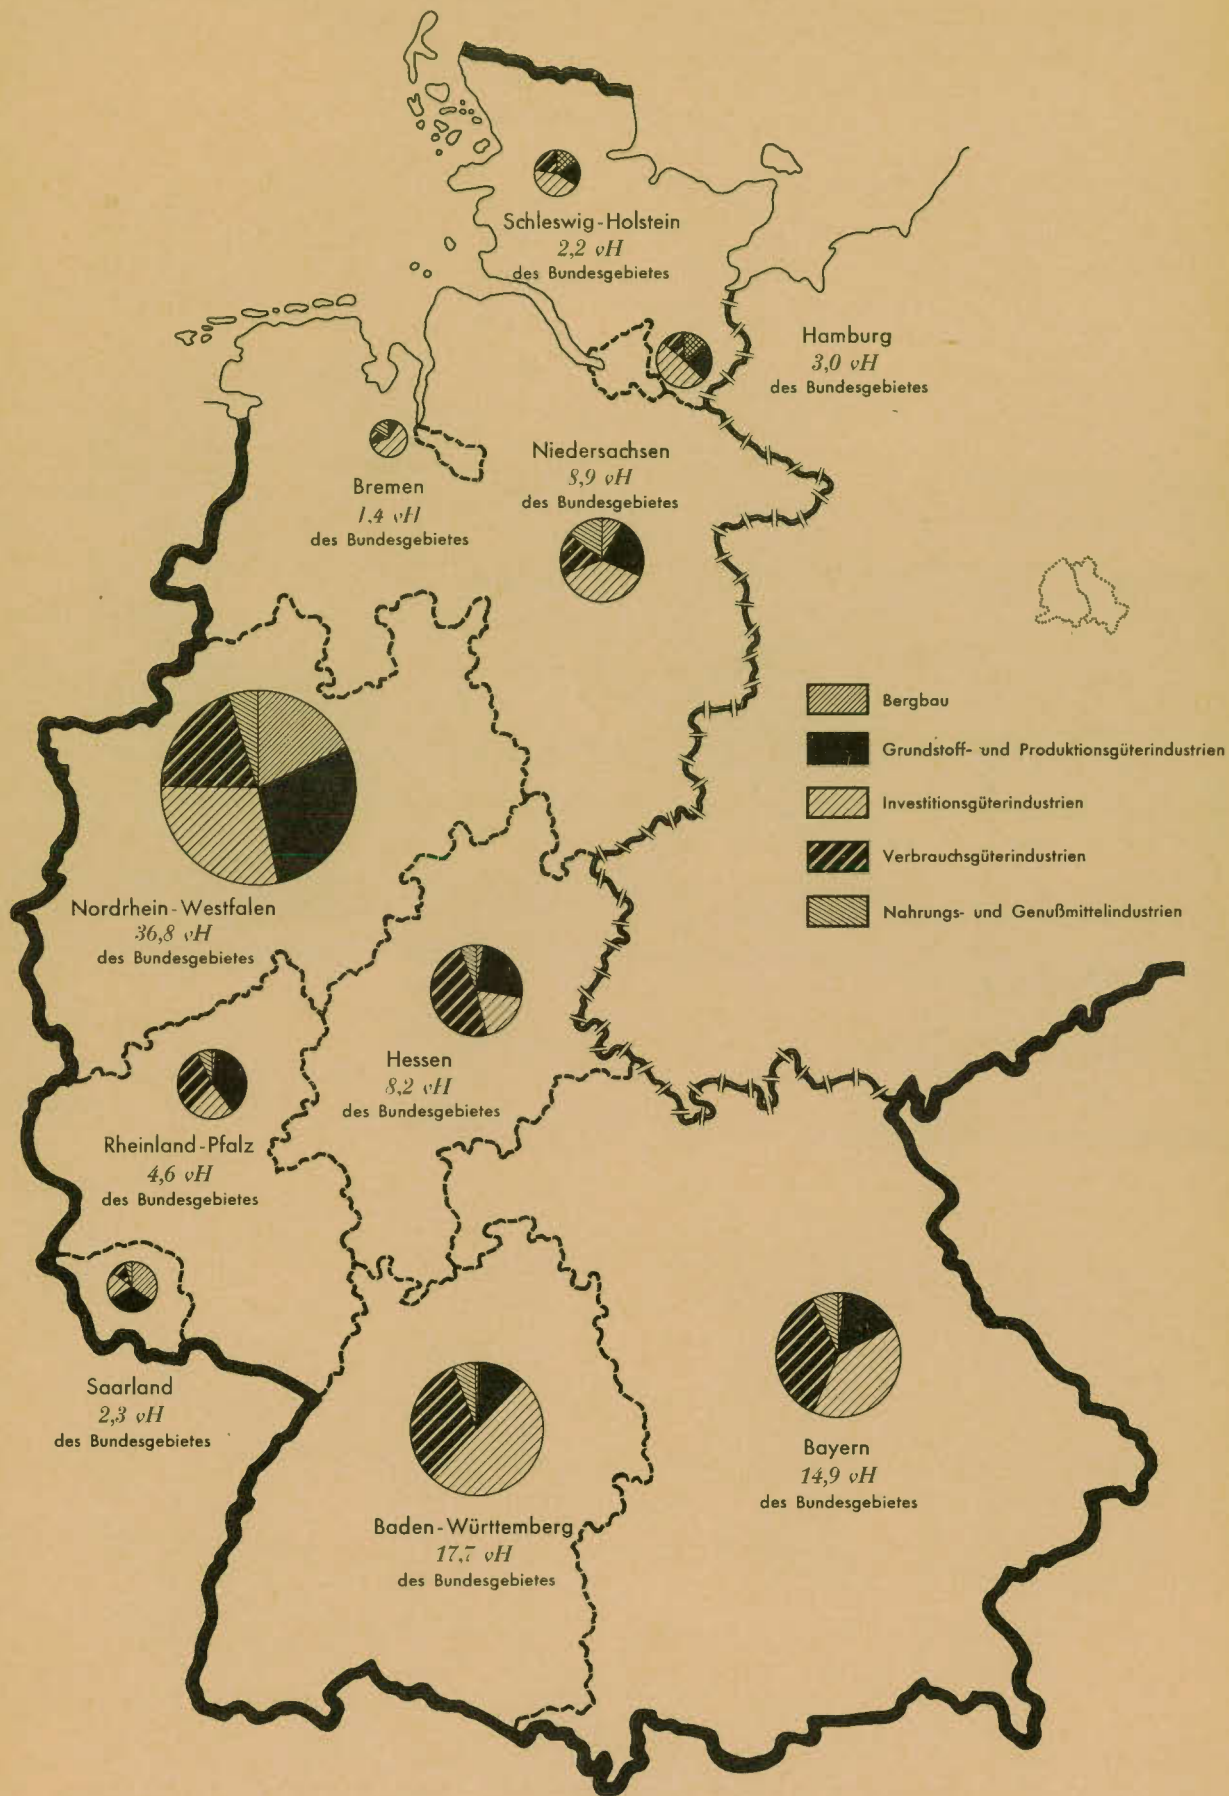 Schleswig-Holstein
2,2 vH
des Bundesgebietes
Hamburg
3,0 vH
des Bundesgebietes
Niedersachsen
8,9 vH
des Bundesgebietes
Bremen
1,4 vH
des Bundesgebietes
Bergbau
Grundstoff- und Produktionsgüterindustrien
Investitionsgüterindustrien
Verbrauchsgüterindustrien
Nahrungs- und Genußmittelindustrien
Nordrhein-Westfalen
36,8 vH
des Bundesgebietes
Hessen
8,2 vH
des Bundesgebietes
Rheinland-Pfalz
4,6 vH
des Bundesgebietes
Saarland
2,3 vH
des Bundesgebietes
Bayern
14,9 vH
des Bundesgebietes
Baden-Württemberg
17,7 vH
des Bundesgebietes